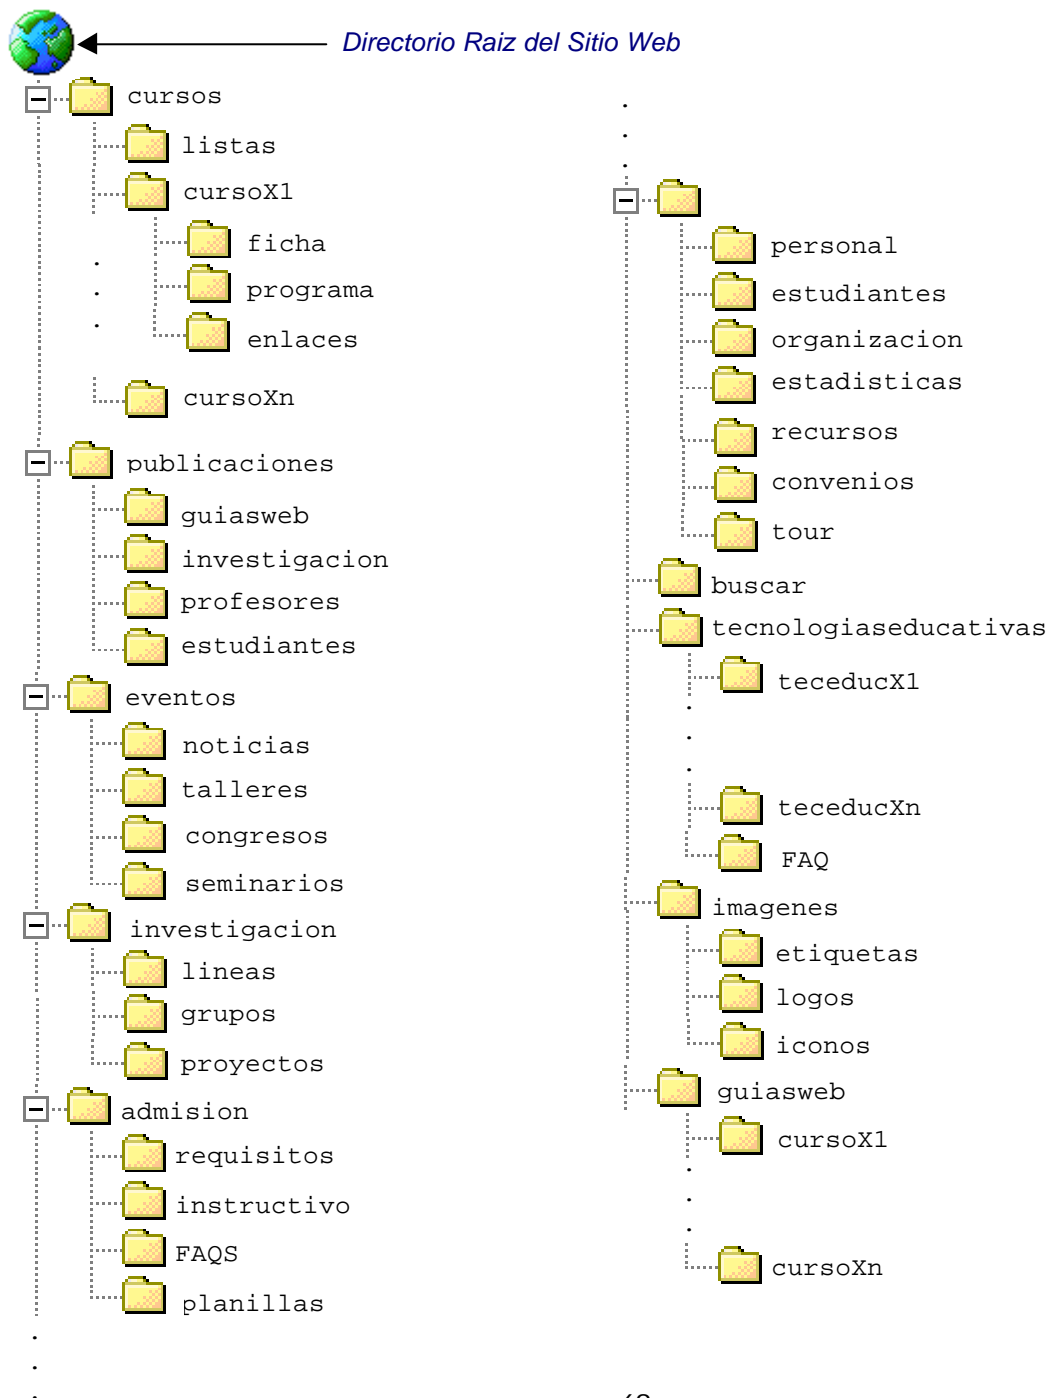 Directorio Raiz del Sitio Web
cursos
listas
cursoX1
ficha
programa
enlaces
cursoXn
publicaciones
guiasweb
investigacion
profesores
estudiantes
eventos
noticias
talleres
congresos
seminarios
investigacion
lineas
grupos
proyectos
admision
requisitos
instructivo
FAQS
planillas
personal
estudiantes
organizacion
estadisticas
recursos
convenios
tour
buscar
tecnologiaseducativas
teceducX1
teceducXn
FAQ
imagenes
etiquetas
logos
iconos
guiasweb
cursoX1
cursoXn